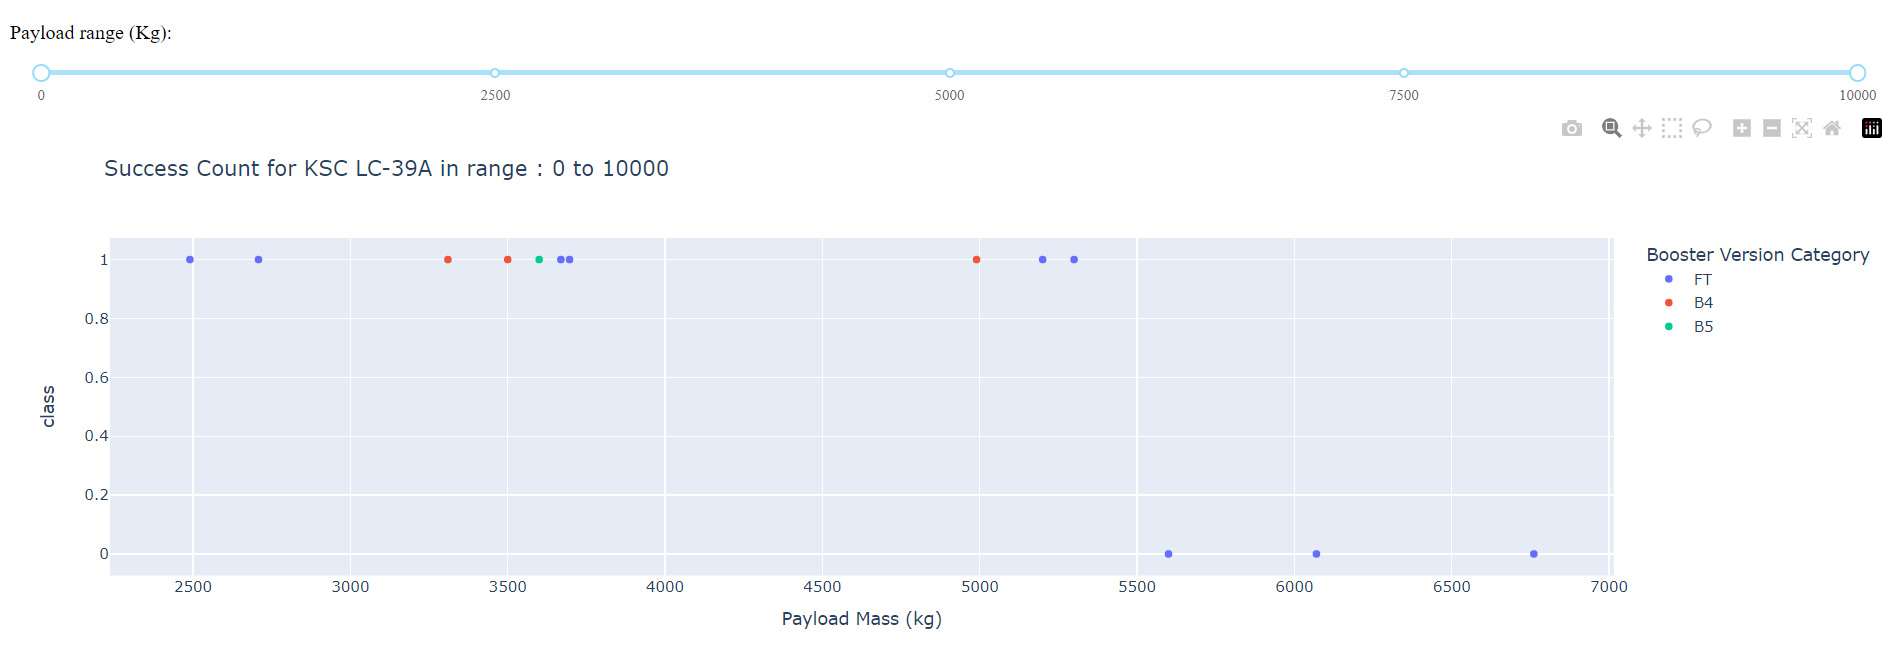 Payload range (Kg):
0 2500 5000 7500 10000
Success Count for KSC LC-39A in range : 0 to 10000
Booster Version Category
FT
B4
B5
1
0.8
0.6
0.4
0.2
0
class
2500 3000 3500 4000 4500 5000 5500 6000 6500 7000
Payload Mass (kg)